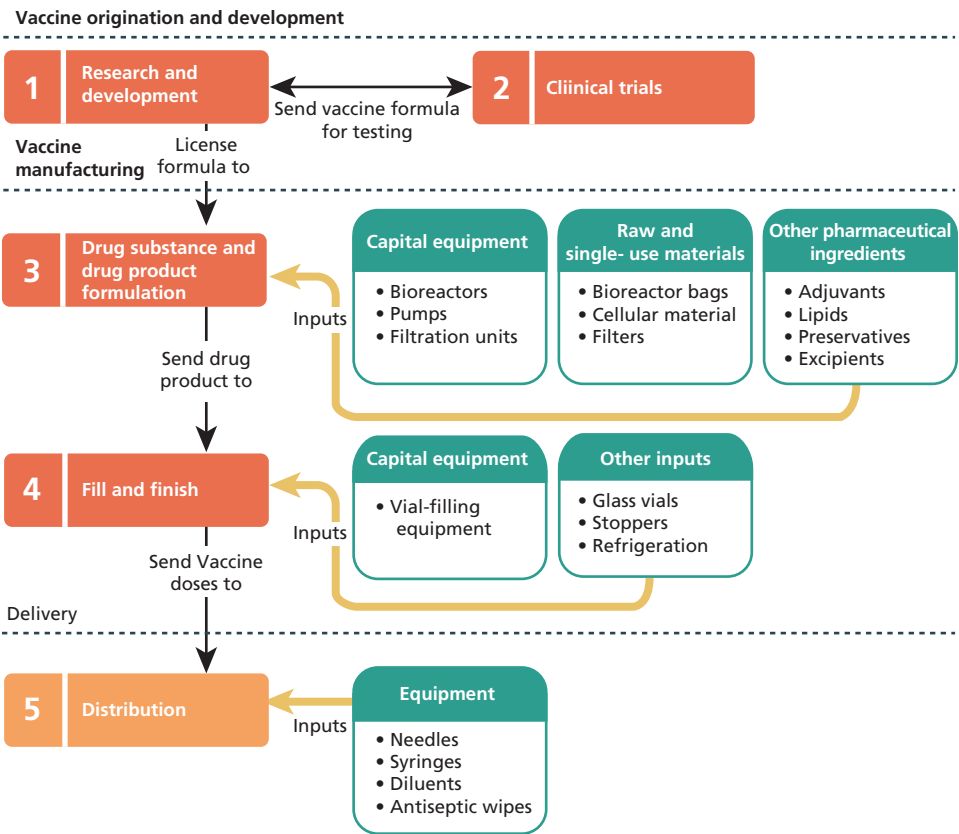 Vaccine origination and development
1
Research and
development
Send vaccine formula
for testing
2
Cliinical trials
Vaccine
manufacturing
License
formula to
3
Drug substance and
drug product
formulation
Inputs
Capital equipment
• Bioreactors
• Pumps
• Filtration units
Raw and
single- use materials
• Bioreactor bags
• Cellular material
• Filters
Other pharmaceutical
ingredients
• Adjuvants
• Lipids
• Preservatives
• Excipients
Send drug
product to
4
Fill and finish
Inputs
Capital equipment
• Vial-filling
equipment
Other inputs
• Glass vials
• Stoppers
• Refrigeration
Send Vaccine
doses to
Delivery
5
Distribution
Inputs
Equipment
• Needles
• Syringes
• Diluents
• Antiseptic wipes